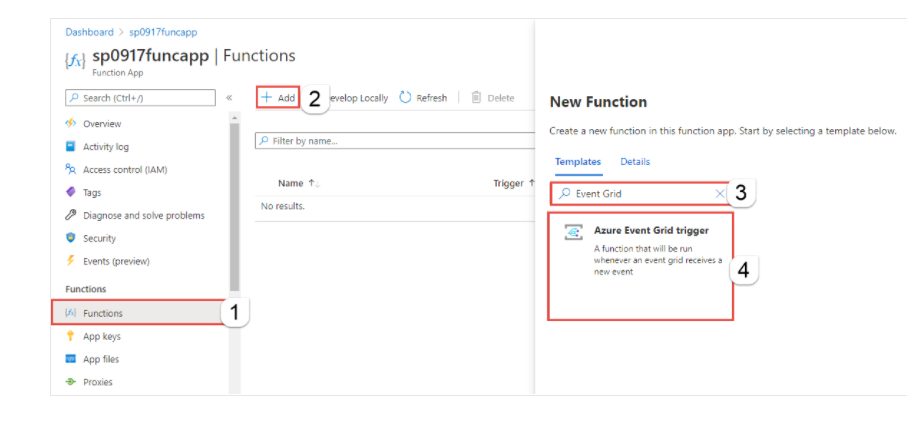 Dashboard > sp0917funcapp
sp0917funcapp | Functions
Function App
Search (Ctrl+/)
«
Overview
Activity log
Access control (IAM)
Tags
Diagnose and solve problems
Security
Events (preview)
Functions
Functions
1
App keys
App files
Proxies
+ Add
2
evelop Locally
Refresh
Delete
Filter by name...
Name ↑↓
Trigger ↑
No results.
New Function
Create a new function in this function app. Start by selecting a template below.
Templates
Details
Event Grid
3
Azure Event Grid trigger
A function that will be run
whenever an event grid receives a
new event
4